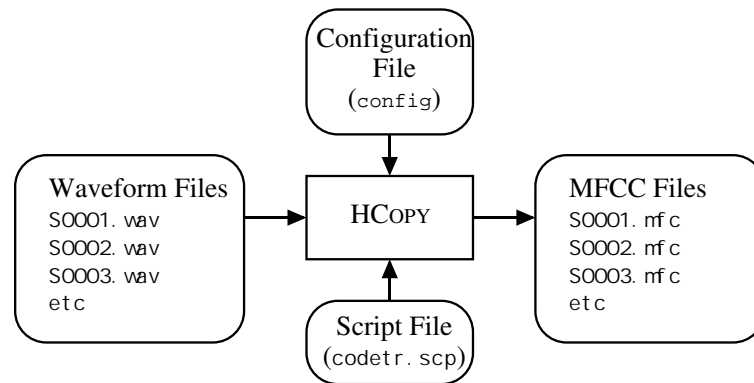 Configuration
File
(config)
Waveform Files
S0001.wav
S0002.wav
S0003.wav
etc
HCOPY
MFCC Files
S0001.mfc
S0002.mfc
S0003.mfc
etc
Script File
(codetr.scp)